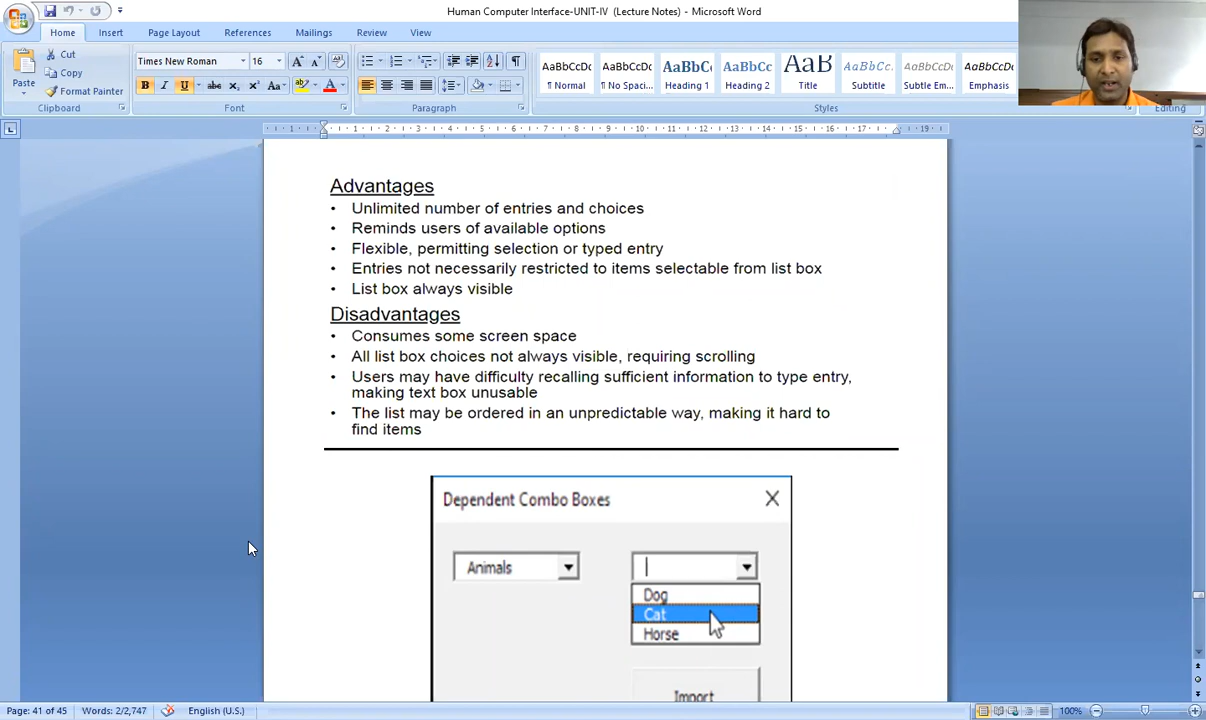 Human Computer Interface-UNIT-IV (Lecture Notes) - Microsoft Word
Home Insert Page Layout References Mailings Review View
Paste
Cut
Copy
Format Painter
Clipboard
Times New Roman 16
Font
Paragraph
AaBbCcDd AaBbCcDd AaBbC AaBbCc AaB AaBbCcDd AaBbCcDd AaBbCcDd
¶ Normal ¶ No Spaci... Heading 1 Heading 2 Title Subtitle Subtle Em... Emphasis
Styles
Editing
Advantages
• Unlimited number of entries and choices
• Reminds users of available options
• Flexible, permitting selection or typed entry
• Entries not necessarily restricted to items selectable from list box
• List box always visible
Disadvantages
• Consumes some screen space
• All list box choices not always visible, requiring scrolling
• Users may have difficulty recalling sufficient information to type entry,
making text box unusable
• The list may be ordered in an unpredictable way, making it hard to
find items
Dependent Combo Boxes
Animals
Dog
Cat
Horse
Import
Page: 41 of 45 Words: 2/2,747 English (U.S.) 100%